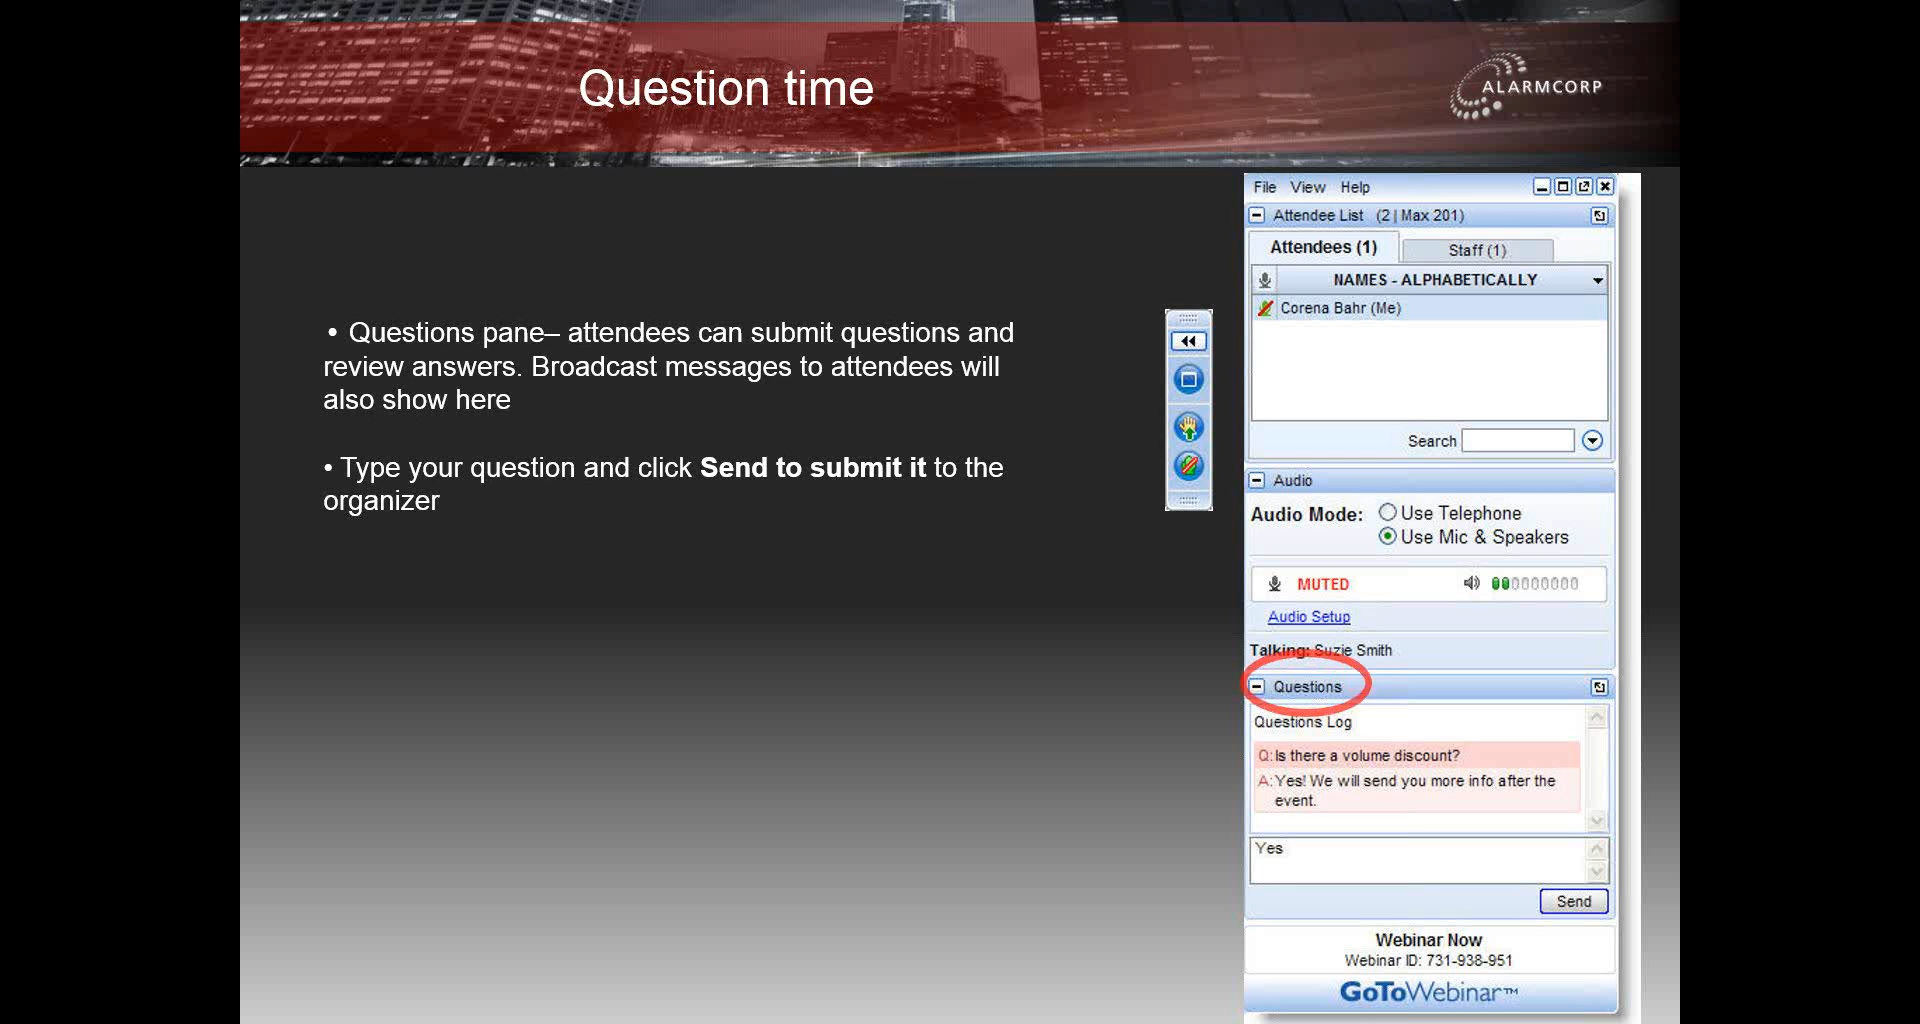 Question time
ALARMCORP
• Questions pane– attendees can submit questions and
review answers. Broadcast messages to attendees will
also show here
• Type your question and click Send to submit it to the
organizer
File View Help
Attendee List (2 | Max 201)
Attendees (1) Staff (1)
NAMES - ALPHABETICALLY
Corena Bahr (Me)
Search
Audio
Audio Mode: Use Telephone
Use Mic & Speakers
MUTED
Audio Setup
Talking: Suzie Smith
Questions
Questions Log
Q: Is there a volume discount?
A: Yes! We will send you more info after the
event.
Yes
Send
Webinar Now
Webinar ID: 731-938-951
GoToWebinar™